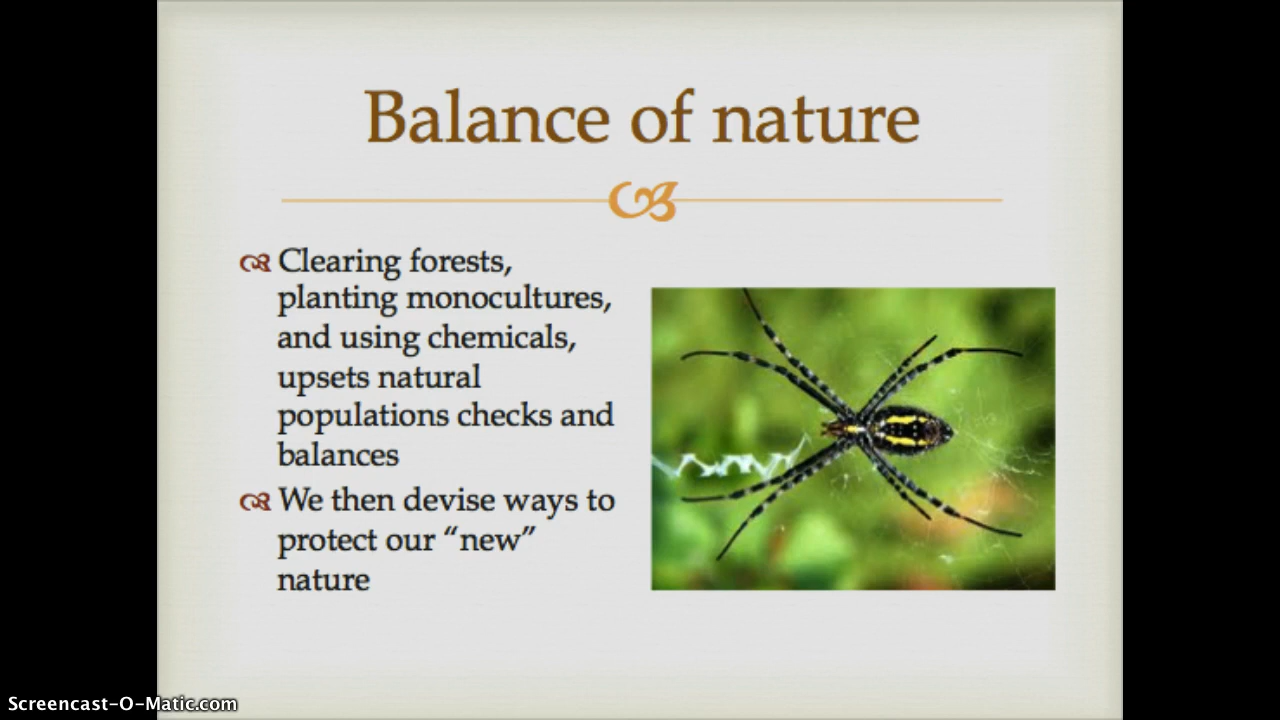 Balance of nature
Clearing forests,
planting monocultures,
and using chemicals,
upsets natural
populations checks and
balances
We then devise ways to
protect our “new”
nature
Screencast-O-Matic.com